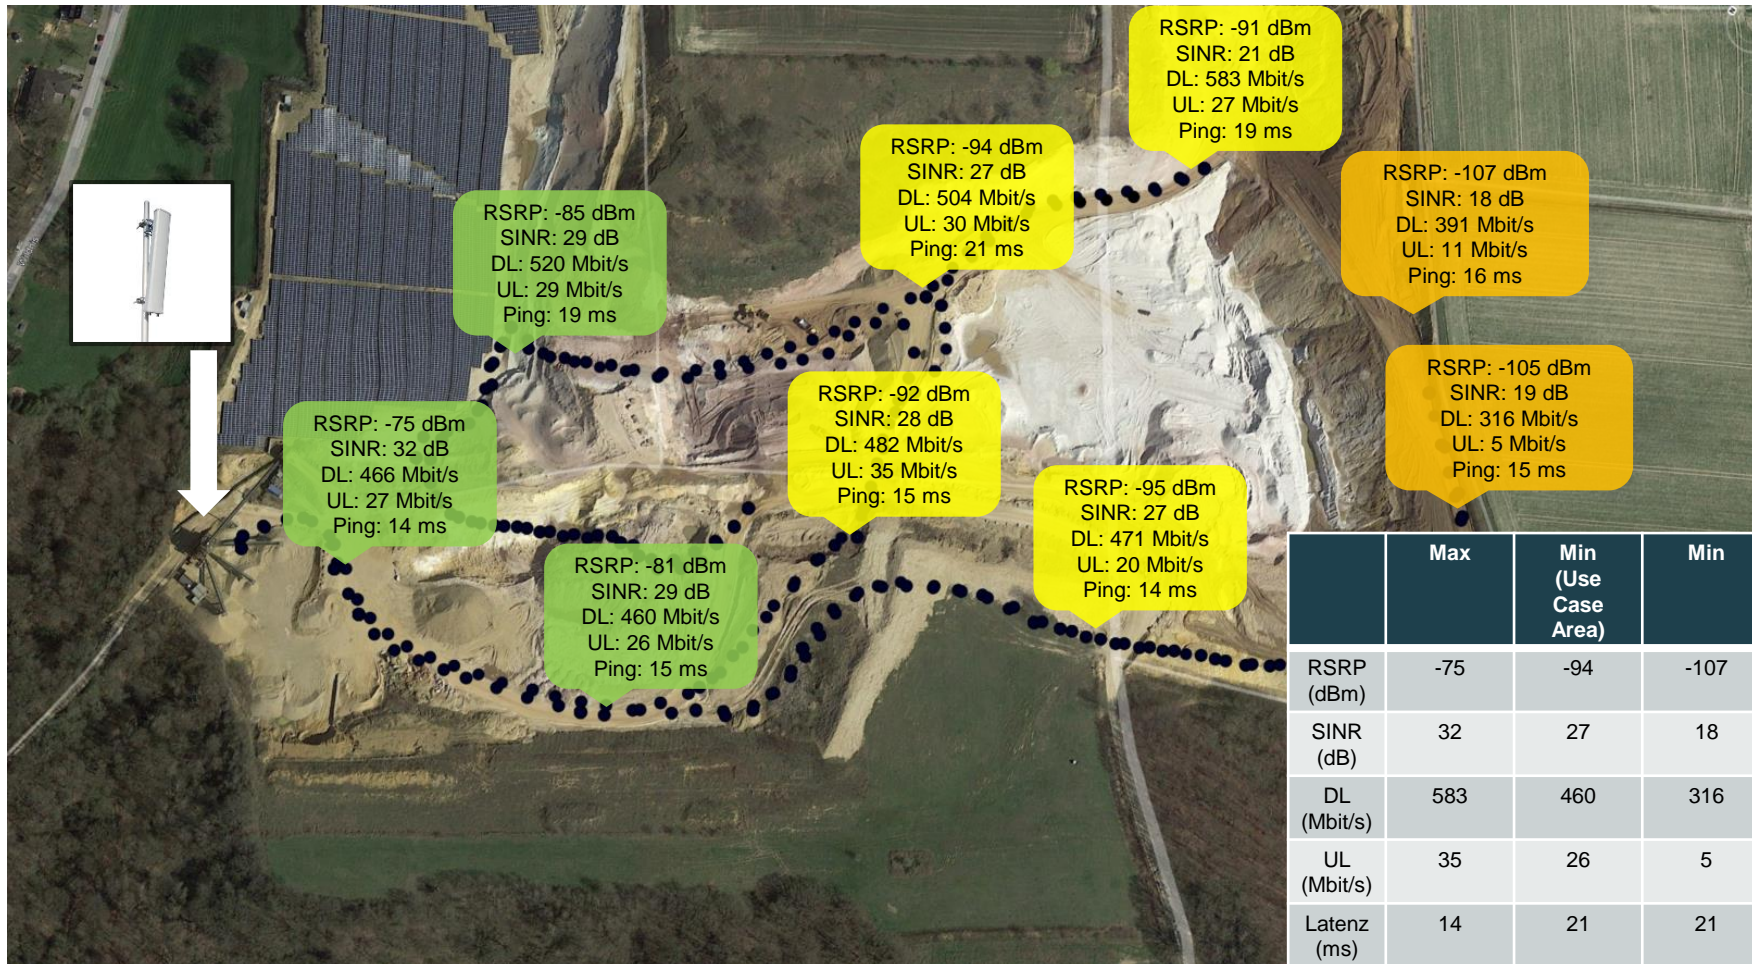 RSRP: -91 dBm
SINR: 21 dB
DL: 583 Mbit/s
UL: 27 Mbit/s
Ping: 19 ms
RSRP: -94 dBm
SINR: 27 dB
DL: 504 Mbit/s
UL: 30 Mbit/s
Ping: 21 ms
RSRP: -107 dBm
SINR: 18 dB
DL: 391 Mbit/s
UL: 11 Mbit/s
Ping: 16 ms
RSRP: -85 dBm
SINR: 29 dB
DL: 520 Mbit/s
UL: 29 Mbit/s
Ping: 19 ms
RSRP: -105 dBm
SINR: 19 dB
DL: 316 Mbit/s
UL: 5 Mbit/s
Ping: 15 ms
RSRP: -92 dBm
SINR: 28 dB
DL: 482 Mbit/s
UL: 35 Mbit/s
Ping: 15 ms
RSRP: -75 dBm
SINR: 32 dB
DL: 466 Mbit/s
UL: 27 Mbit/s
Ping: 14 ms
RSRP: -95 dBm
SINR: 27 dB
DL: 471 Mbit/s
UL: 20 Mbit/s
Ping: 14 ms
RSRP: -81 dBm
SINR: 29 dB
DL: 460 Mbit/s
UL: 26 Mbit/s
Ping: 15 ms
Max Min Min
(Use
Case
Area)
RSRP -75 -94 -107
(dBm)
SINR 32 27 18
(dB)
DL 583 460 316
(Mbit/s)
UL 35 26 5
(Mbit/s)
Latenz 14 21 21
(ms)